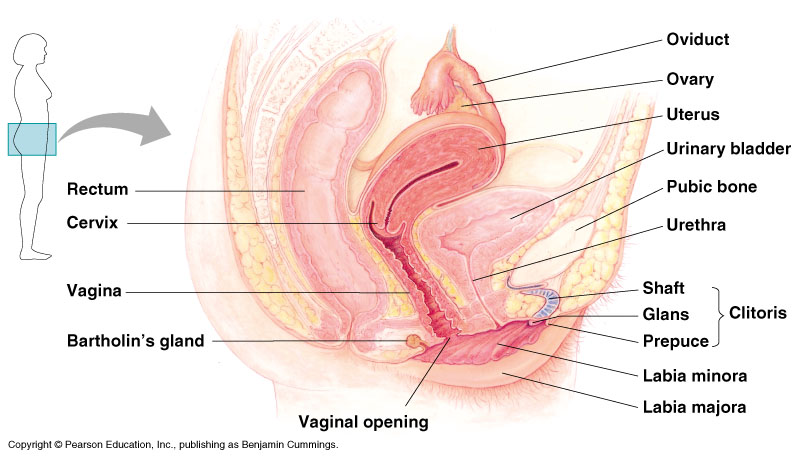 Oviduct
Ovary
Uterus
Urinary bladder
Pubic bone
Urethra
Shaft
Glans
Prepuce
Clitoris
Labia minora
Labia majora
Rectum
Cervix
Vagina
Bartholin's gland
Vaginal opening
Copyright © Pearson Education, Inc., publishing as Benjamin Cummings.